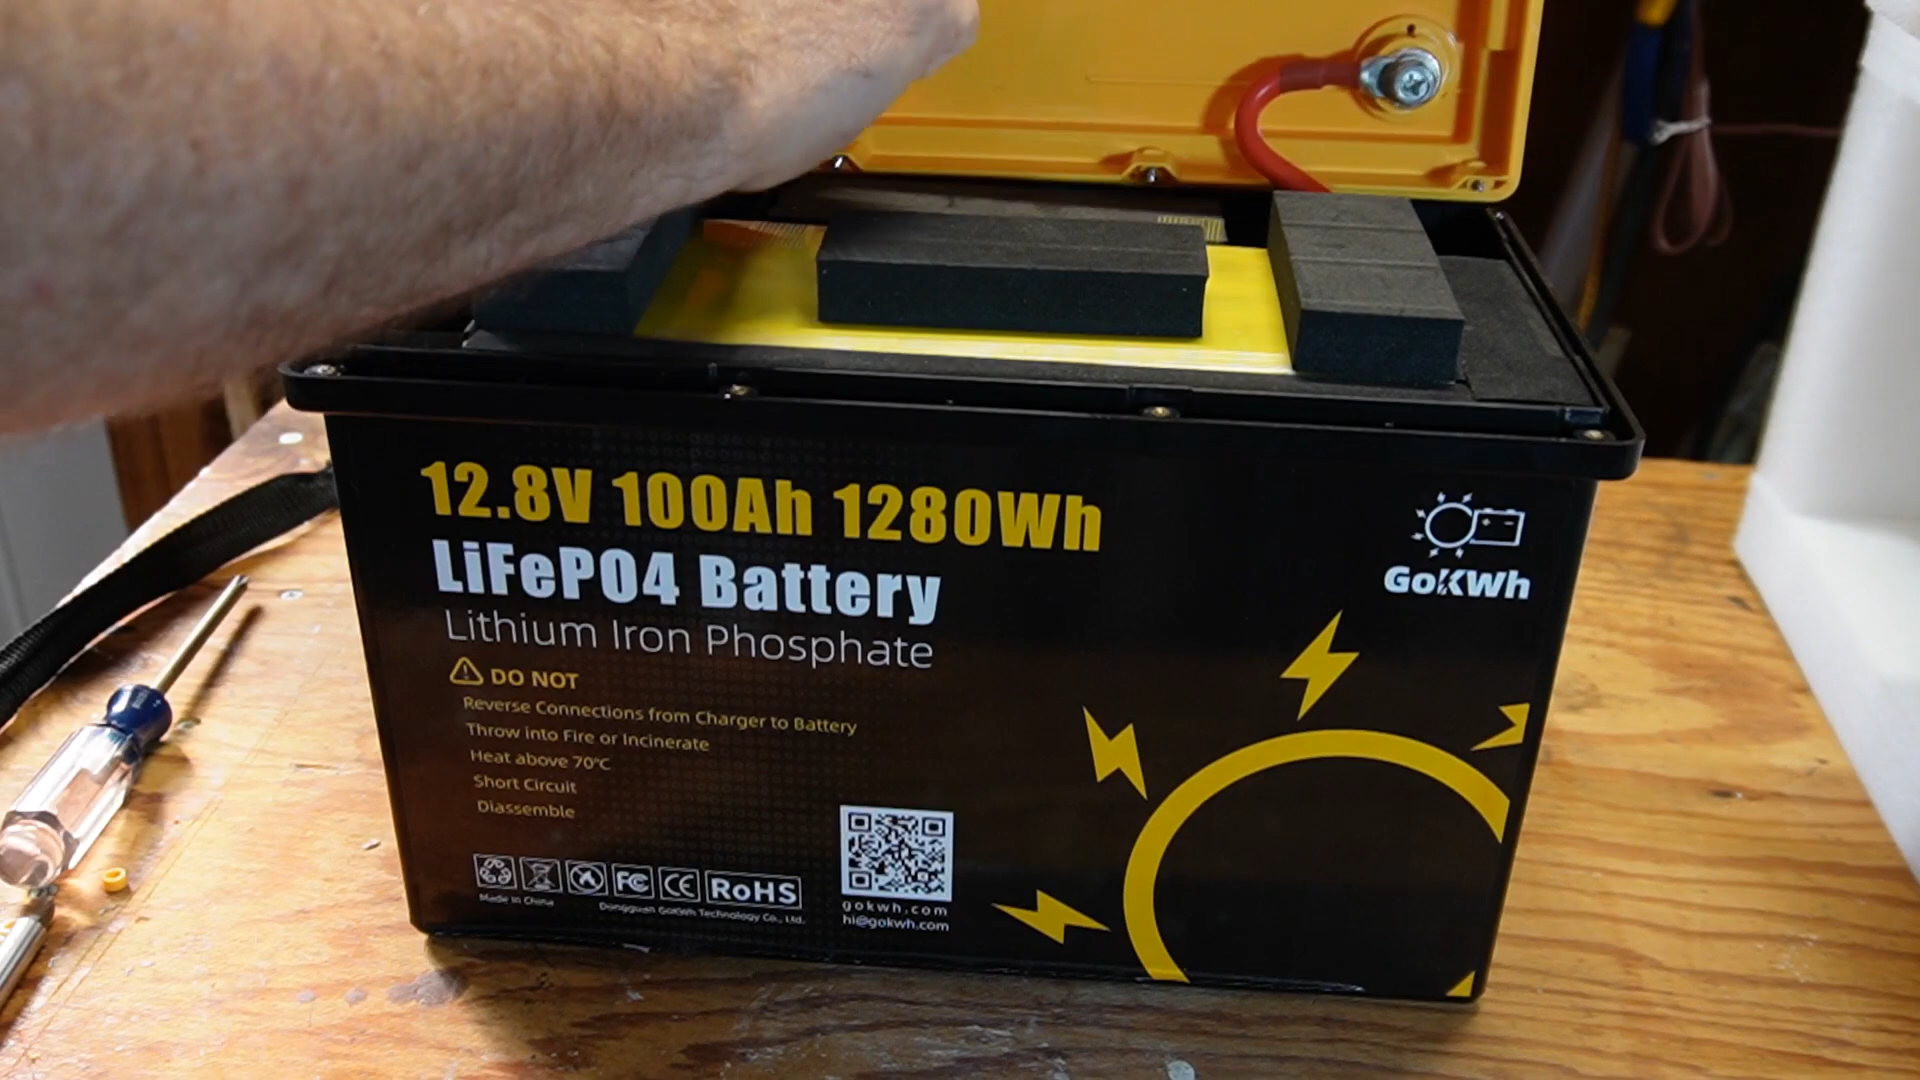 12.8V 100Ah 1280Wh
LiFePO4 Battery
Lithium Iron Phosphate
GoKWh
DO NOT
Reverse Connections from Charger to Battery
Throw into Fire or Incinerate
Heat above 70℃
Short Circuit
Diassemble
FC CE RoHS
Made in China
Dongguan GoKWh Technology Co., Ltd.
gokwh.com
hi@gokwh.com